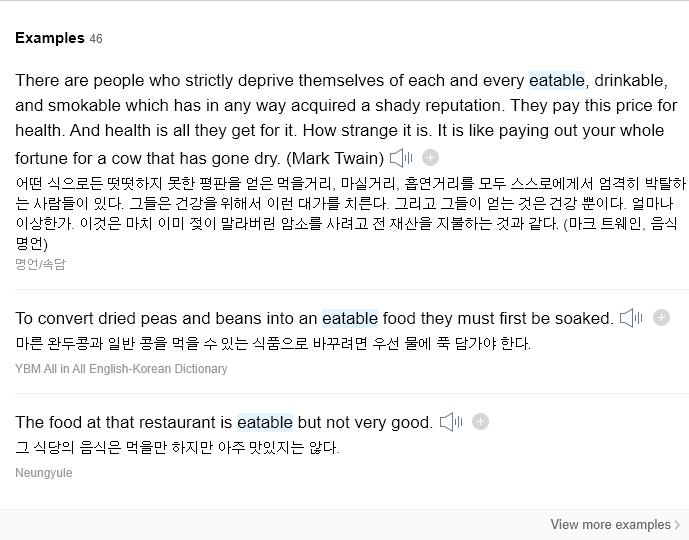 Examples 46
There are people who strictly deprive themselves of each and every eatable, drinkable,
and smokable which has in any way acquired a shady reputation. They pay this price for
health. And health is all they get for it. How strange it is. It is like paying out your whole
fortune for a cow that has gone dry. (Mark Twain)
어떤 식으로든 떳떳하지 못한 평판을 얻은 먹을거리, 마실거리, 흡연거리를 모두 스스로에게서 엄격히 박탈하
는 사람들이 있다. 그들은 건강을 위해서 이런 대가를 치른다. 그리고 그들이 얻는 것은 건강 뿐이다. 얼마나
이상한가. 이것은 마치 이미 젖이 말라버린 암소를 사려고 전 재산을 지불하는 것과 같다. (마크 트웨인, 음식
명언)
명언/속담
To convert dried peas and beans into an eatable food they must first be soaked.
마른 완두콩과 일반 콩을 먹을 수 있는 식품으로 바꾸려면 우선 물에 푹 담가야 한다.
YBM All in All English-Korean Dictionary
The food at that restaurant is eatable but not very good.
그 식당의 음식은 먹을만 하지만 아주 맛있지는 않다.
Neungyule
View more examples